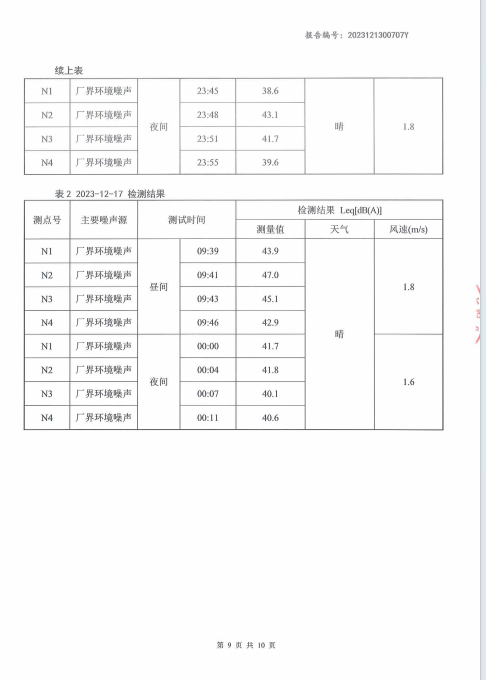 报告编号：2023121300707Y
续上表
N1 厂界环境噪声 夜间 23:45 38.6 晴 1.8
N2 厂界环境噪声 23:48 43.1
N3 厂界环境噪声 23:51 41.7
N4 厂界环境噪声 23:55 39.6
表 2 2023-12-17 检测结果
测点号 主要噪声源 测试时间 检测结果 Leq[dB(A)]
测量值 天气 风速(m/s)
N1 厂界环境噪声 昼间 09:39 43.9 晴 1.8
N2 厂界环境噪声 09:41 47.0
N3 厂界环境噪声 09:43 45.1
N4 厂界环境噪声 09:46 42.9
N1 厂界环境噪声 夜间 00:00 41.7 1.6
N2 厂界环境噪声 00:04 41.8
N3 厂界环境噪声 00:07 40.1
N4 厂界环境噪声 00:11 40.6
第 9 页 共 10 页